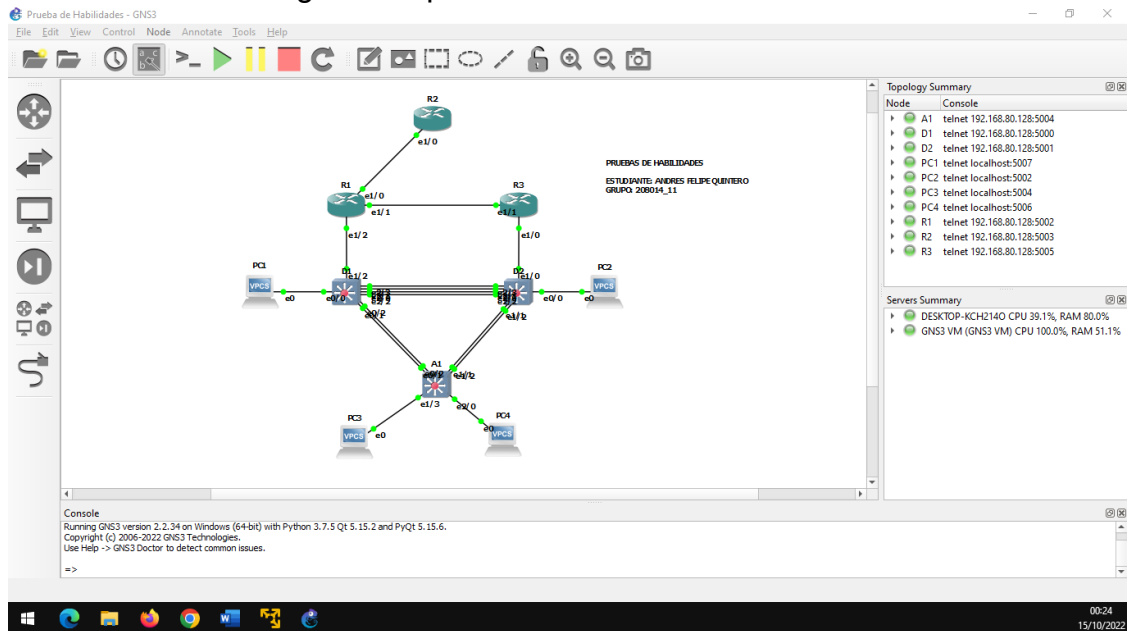 Prueba de Habilidades - GNS3
File Edit View Control Node Annotate Tools Help
R2
e1/0
PRUEBAS DE HABILIDADES
ESTUDIANTE: ANDRES FELIPE QUINTERO
GRUPO: 208014_11
R1
e1/0
e1/1
R3
e1/1
e1/2
e1/0
PC1
VPCS
e0
e0/0
D1
e1/2
D2
e1/0
e0/0
e0
PC2
VPCS
A1
e1/3
e2/0
PC3
VPCS
e0
PC4
VPCS
Topology Summary
Node Console
A1 telnet 192.168.80.128:5004
D1 telnet 192.168.80.128:5000
D2 telnet 192.168.80.128:5001
PC1 telnet localhost:5007
PC2 telnet localhost:5002
PC3 telnet localhost:5004
PC4 telnet localhost:5006
R1 telnet 192.168.80.128:5002
R2 telnet 192.168.80.128:5003
R3 telnet 192.168.80.128:5005
Servers Summary
DESKTOP-KCH214O CPU 39.1%, RAM 80.0%
GNS3 VM (GNS3 VM) CPU 100.0%, RAM 51.1%
Console
Running GNS3 version 2.2.34 on Windows (64-bit) with Python 3.7.5 Qt 5.15.2 and PyQt 5.15.6.
Copyright (c) 2006-2022 GNS3 Technologies.
Use Help -> GNS3 Doctor to detect common issues.
=>
00:24
15/10/2022